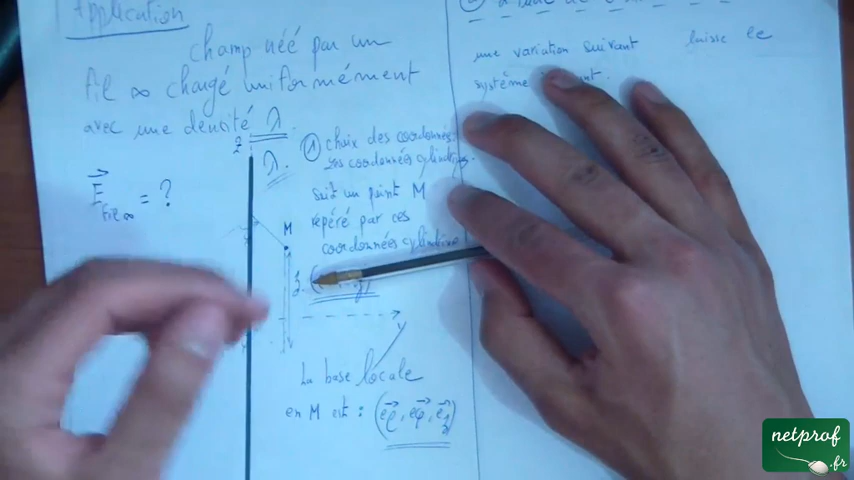 Application
champ créé par un
fil ∞ chargé uniformément
avec une densité λ.
z
λ.
E⃗ fil ∞ = ?
M
① choix des coordonnées.
Les coordonnées cylindriques.
soit un point M
repéré par ces
coordonnées cylindriques
z
y
La base locale
en M est : (e⃗ρ, e⃗φ, e⃗z)
une variation suivant
laisse le
système
netprof
.fr